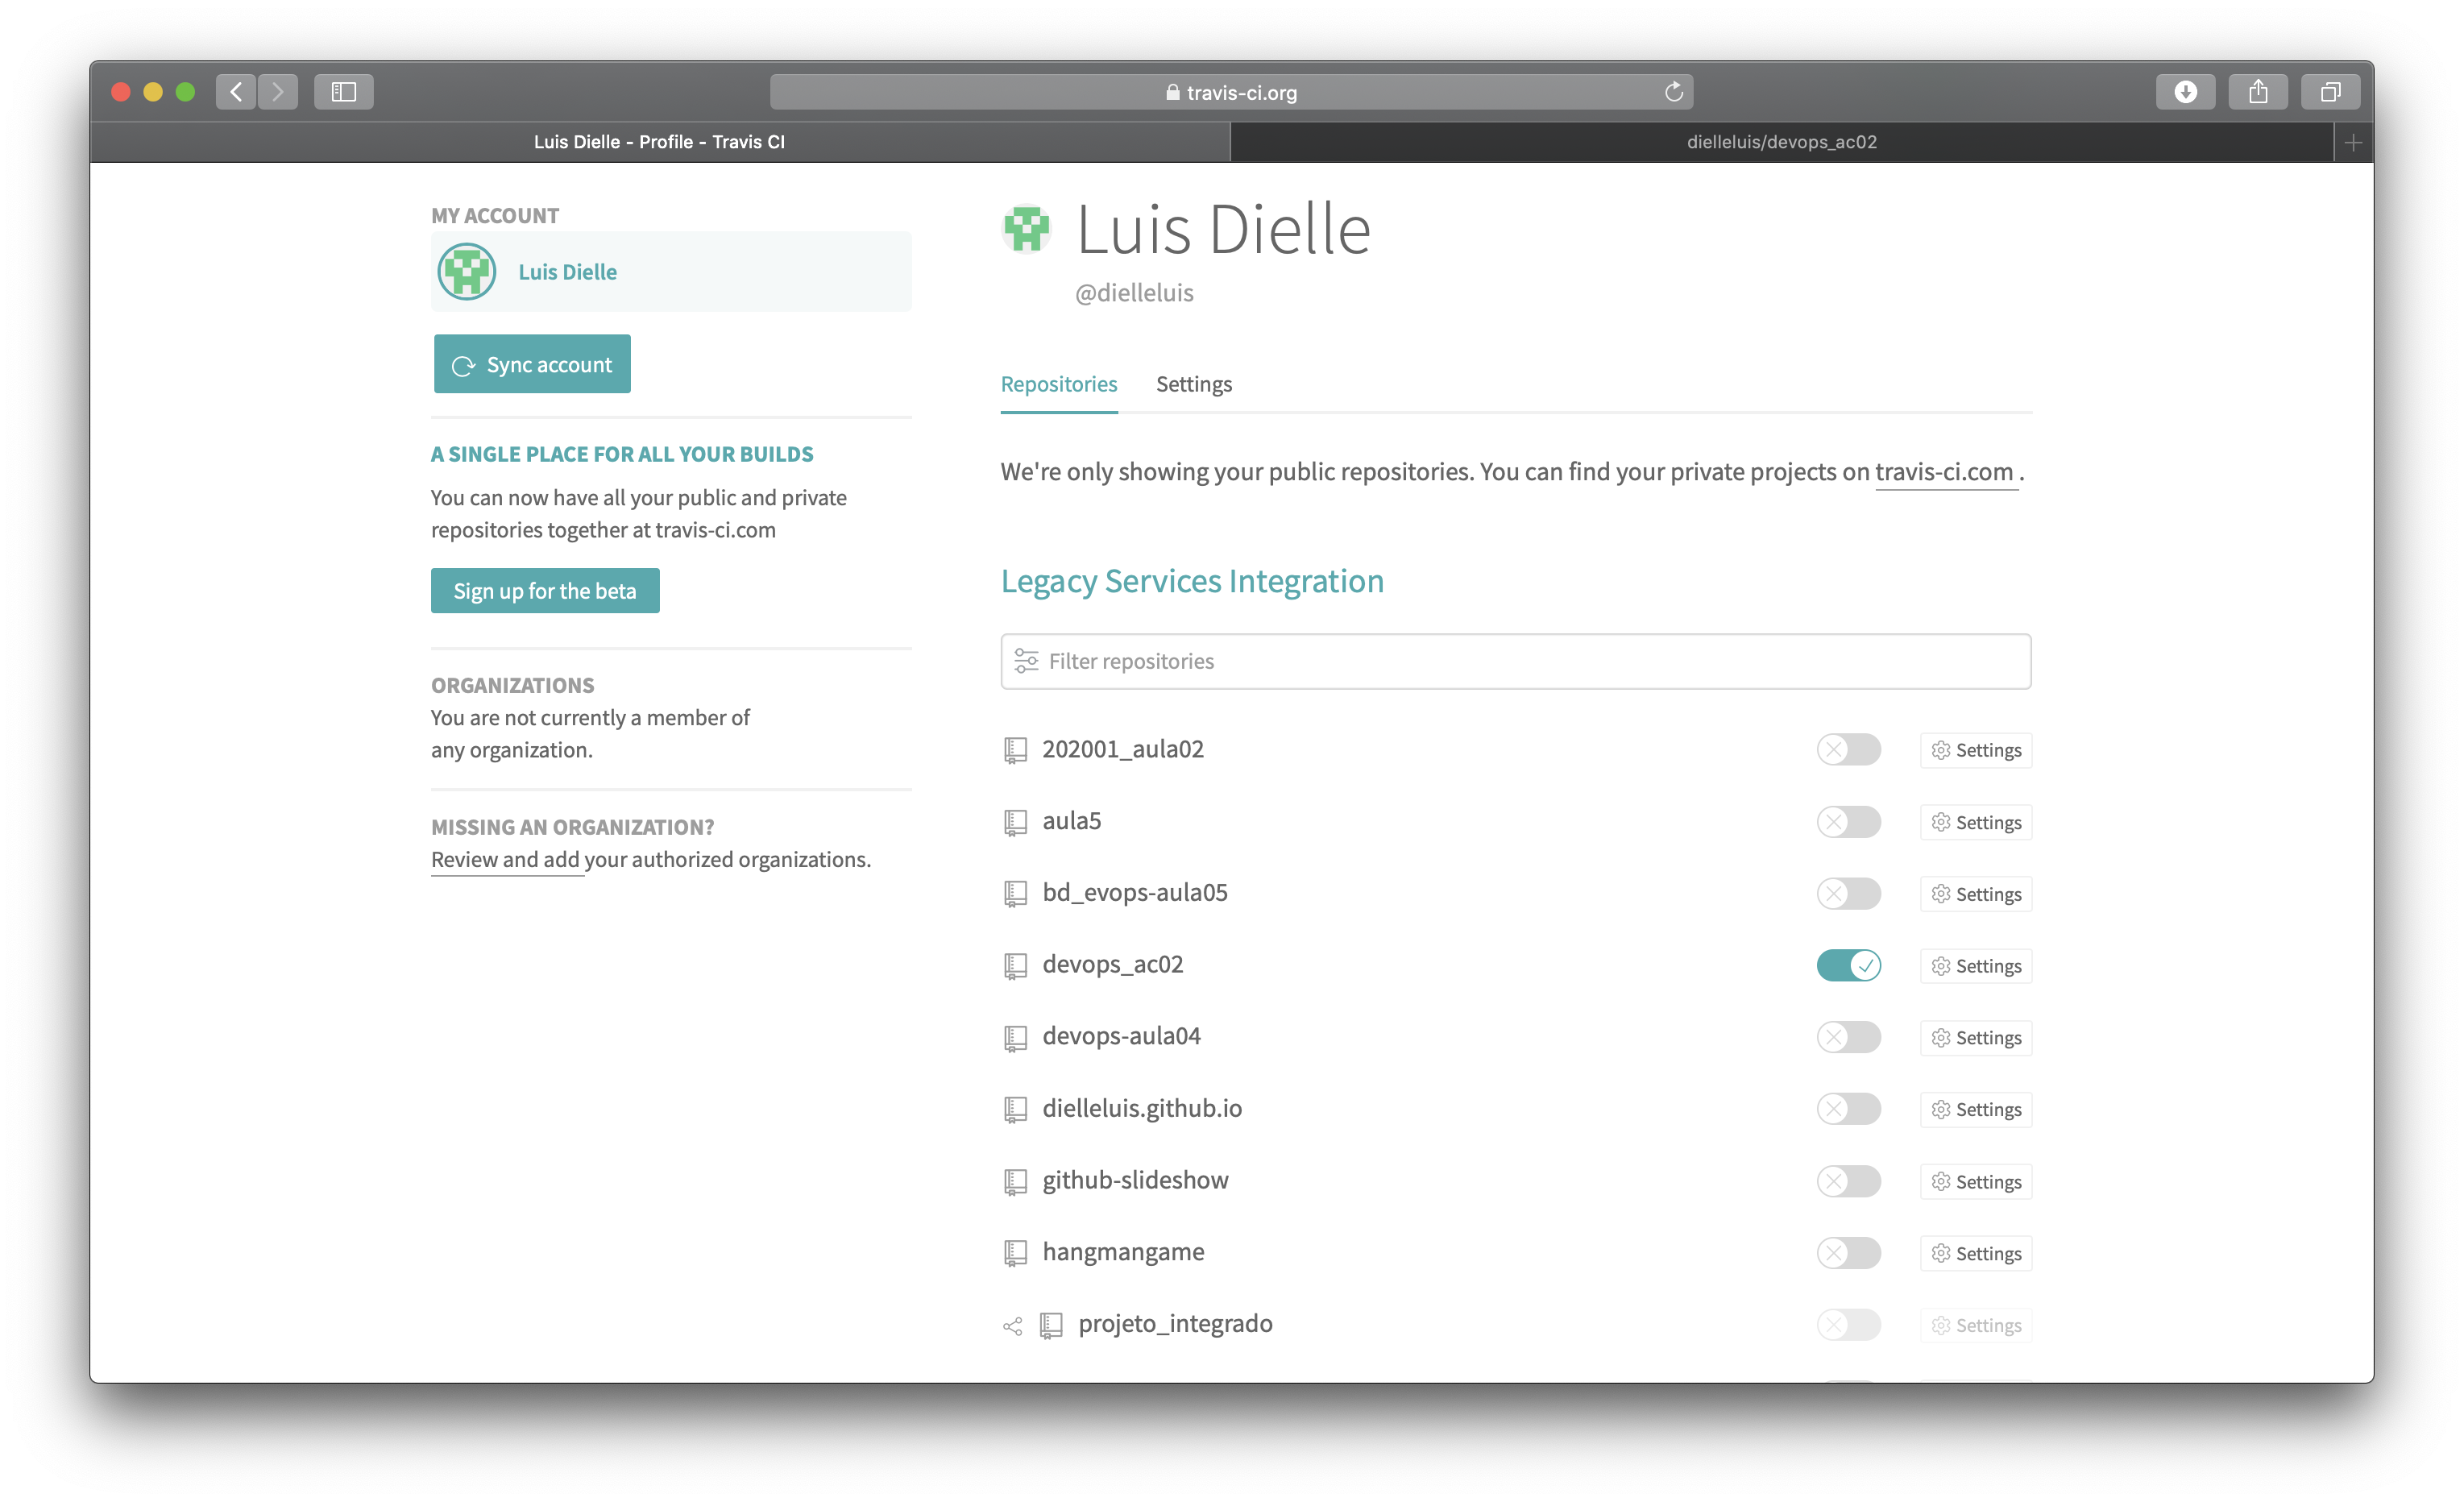 travis-ci.org
Luis Dielle - Profile - Travis CI
dielleluis/devops_ac02
MY ACCOUNT
Luis Dielle
Sync account
A SINGLE PLACE FOR ALL YOUR BUILDS
You can now have all your public and private
repositories together at travis-ci.com
Sign up for the beta
ORGANIZATIONS
You are not currently a member of
any organization.
MISSING AN ORGANIZATION?
Review and add your authorized organizations.
Luis Dielle
@dielleluis
Repositories
Settings
We're only showing your public repositories. You can find your private projects on travis-ci.com .
Legacy Services Integration
Filter repositories
202001_aula02 Settings
aula5 Settings
bd_evops-aula05 Settings
devops_ac02 Settings
devops-aula04 Settings
dielleluis.github.io Settings
github-slideshow Settings
hangmangame Settings
projeto_integrado Settings